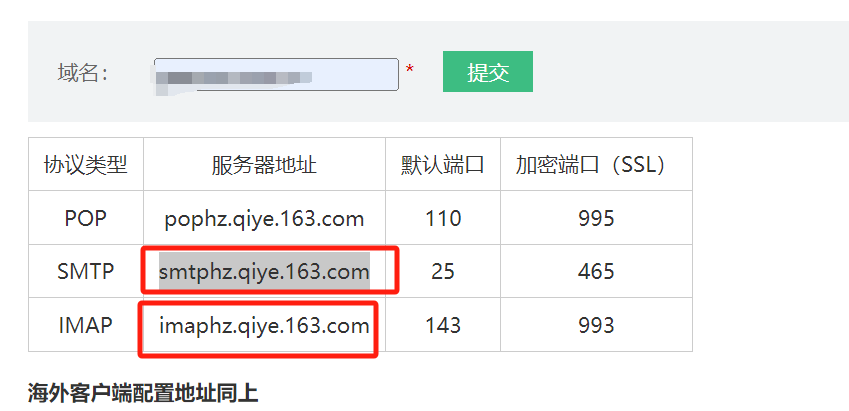 域名： * 提交
协议类型 服务器地址 默认端口 加密端口（SSL）
POP pophz.qiye.163.com 110 995
SMTP smtphz.qiye.163.com 25 465
IMAP imaphz.qiye.163.com 143 993
海外客户端配置地址同上